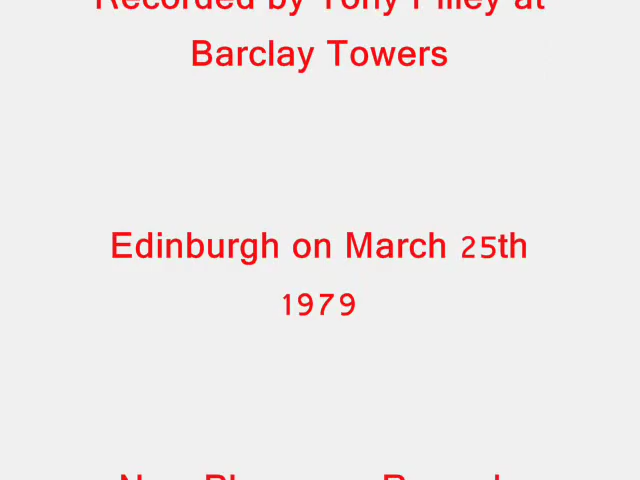 Recorded by Tony Pilley at
Barclay Towers
Edinburgh on March 25th
1979